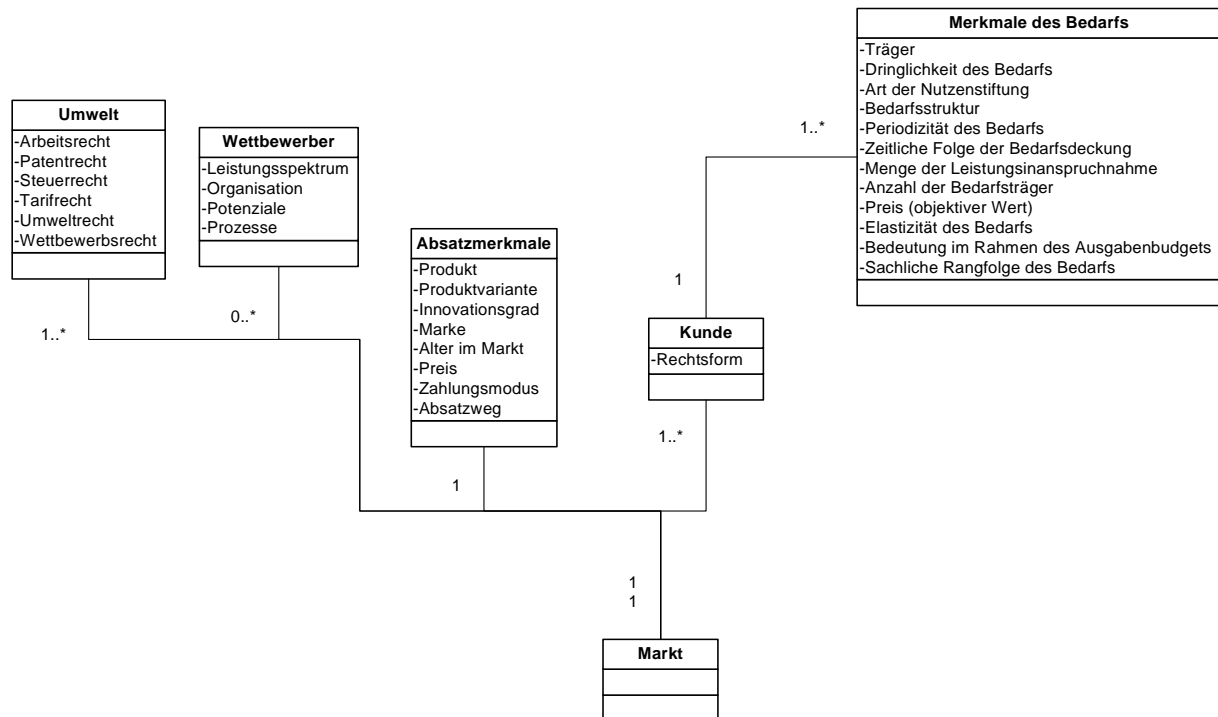 Merkmale des Bedarfs
-Träger
-Dringlichkeit des Bedarfs
-Art der Nutzenstiftung
-Bedarfsstruktur
-Periodizität des Bedarfs
-Zeitliche Folge der Bedarfsdeckung
-Menge der Leistungsinanspruchnahme
-Anzahl der Bedarfsträger
-Preis (objektiver Wert)
-Elastizität des Bedarfs
-Bedeutung im Rahmen des Ausgabenbudgets
-Sachliche Rangfolge des Bedarfs
Umwelt
-Arbeitsrecht
-Patentrecht
-Steuerrecht
-Tarifrecht
-Umweltrecht
-Wettbewerbsrecht
Wettbewerber
-Leistungsspektrum
-Organisation
-Potenziale
-Prozesse
Absatzmerkmale
-Produkt
-Produktvariante
-Innovationsgrad
-Marke
-Alter im Markt
-Preis
-Zahlungsmodus
-Absatzweg
1..*
1
Kunde
-Rechtsform
1..*
0..*
1
1..*
1
1
Markt